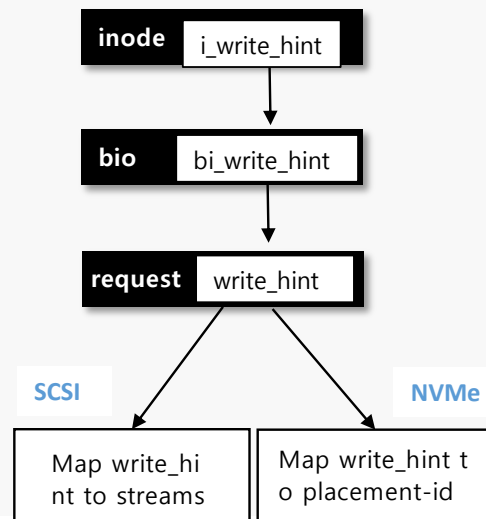 inode i_write_hint
bio bi_write_hint
request write_hint
SCSI NVMe
Map write_hi
nt to streams
Map write_hint t
o placement-id